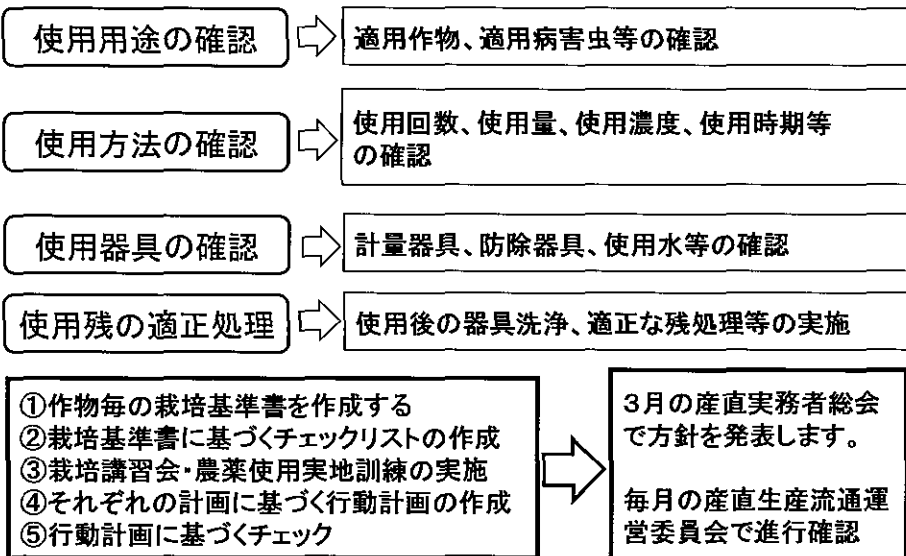 使用用途の確認
適用作物、適用病害虫等の確認
使用方法の確認
使用回数、使用量、使用濃度、使用時期等
の確認
使用器具の確認
計量器具、防除器具、使用水等の確認
使用残の適正処理
使用後の器具洗浄、適正な残処理等の実施
①作物毎の栽培基準書を作成する
②栽培基準書に基づくチェックリストの作成
③栽培講習会・農薬使用実地訓練の実施
④それぞれの計画に基づく行動計画の作成
⑤行動計画に基づくチェック
3月の産直実務者総会
で方針を発表します。
毎月の産直生産流通運
営委員会で進行確認